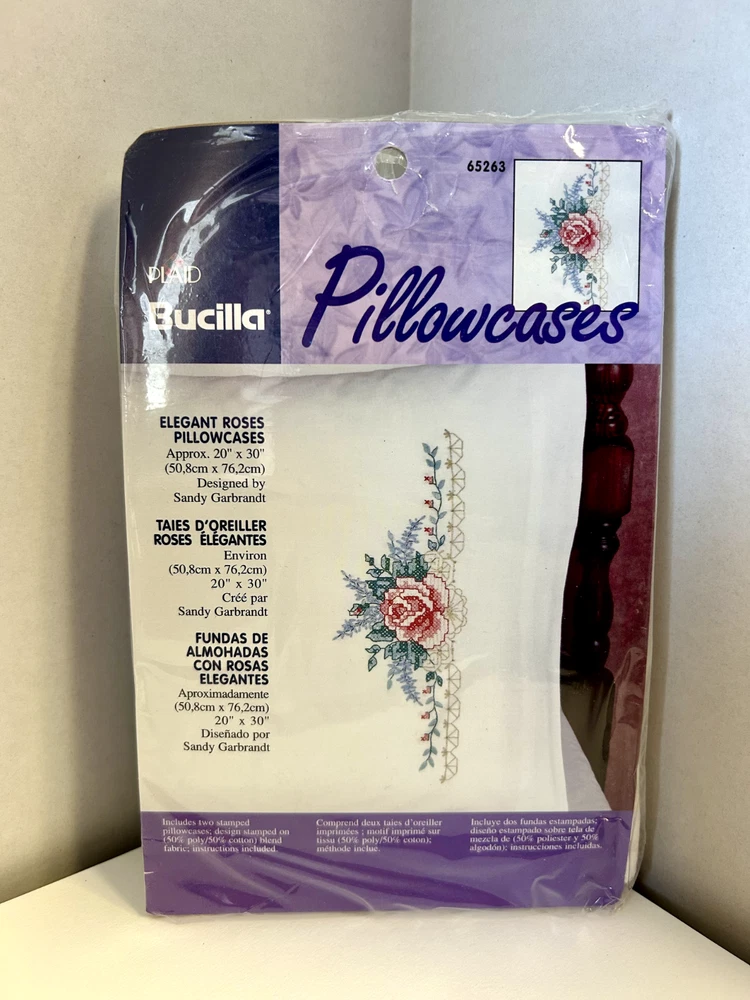 65263
PLAID
Bucilla®
Pillowcases
ELEGANT ROSES
PILLOWCASES
Approx. 20" x 30"
(50,8cm x 76,2cm)
Designed by
Sandy Garbrandt
TAIES D'OREILLER
ROSES ÉLÉGANTES
Environ
(50,8cm x 76,2cm)
20" x 30"
Créé par
Sandy Garbrandt
FUNDAS DE
ALMOHADAS
CON ROSAS
ELEGANTES
Aproximadamente
(50,8cm x 76,2cm)
20" x 30"
Diseñado por
Sandy Garbrandt
Includes two stamped
pillowcases; design stamped on
(50% poly/50% cotton) blend
fabric; instructions included.
Comprend deux taies d'oreiller
imprimées ; motif imprimé sur
tissu (50% poly/50% coton);
méthode inclue.
Incluye dos fundas estampadas;
diseño estampado sobre tela de
mezcla de (50% poliester y 50%
algodón); instrucciones incluidas.